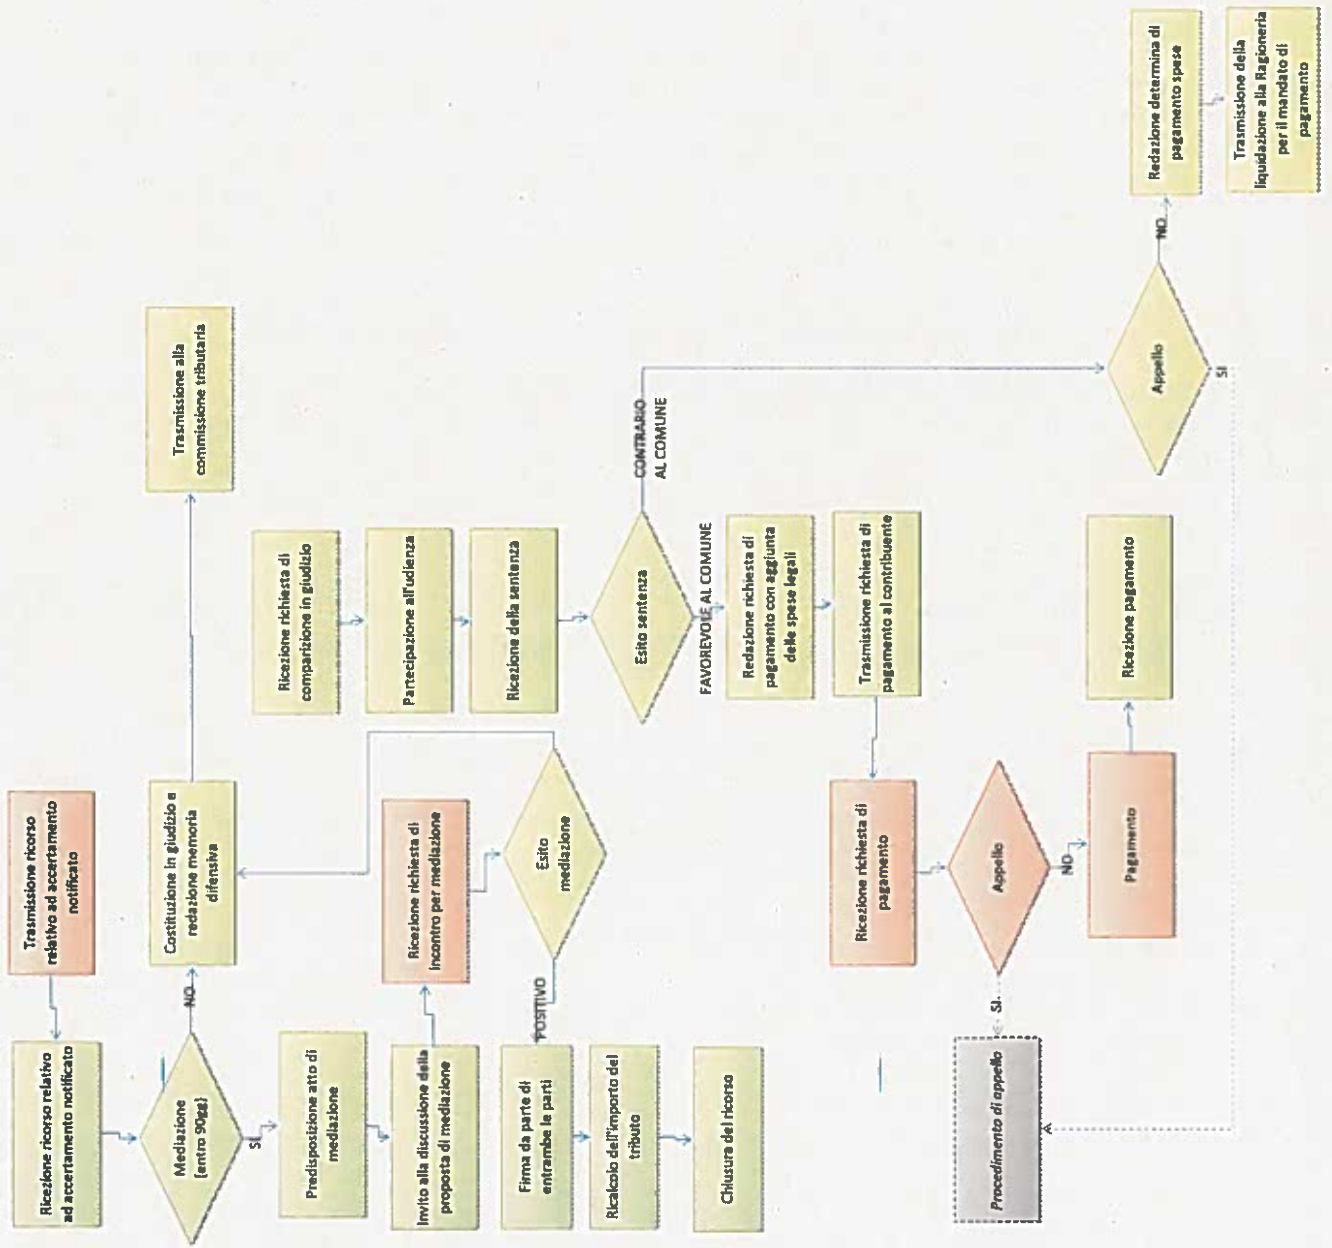 Trasmissione ricorso
relativo ad accertamento
notificato
Ricezione ricorso relativo
ad accertamento notificato
Mediazione
(entro 90gg)
NO
Costituzione in giudizio e
redazione memoria
difensiva
Trasmissione alla
commissione tributaria
SI
Predisposizione atto di
mediazione
Invito alla discussione della
proposta di mediazione
Ricezione richiesta di
incontro per mediazione
Esito
mediazione
POSITIVO
Firma da parte di
entrambe le parti
Ricalcolo dell'importo del
tributo
Chiusura del ricorso
Ricezione richiesta di
comparizione in giudizio
Partecipazione all'udienza
Ricezione della sentenza
Esito sentenza
CONTRARIO
AL COMUNE
FAVOREVOLE AL COMUNE
Redazione richiesta di
pagamento con aggiunta
delle spese legali
Trasmissione richiesta di
pagamento al contribuente
Ricezione richiesta di
pagamento
Appello
SI
NO
Pagamento
Ricezione pagamento
Procedimento di appello
Appello
SI
NO
Redazione determina di
pagamento spese
Trasmissione della
liquidazione alla Ragioneria
per il mandato di
pagamento